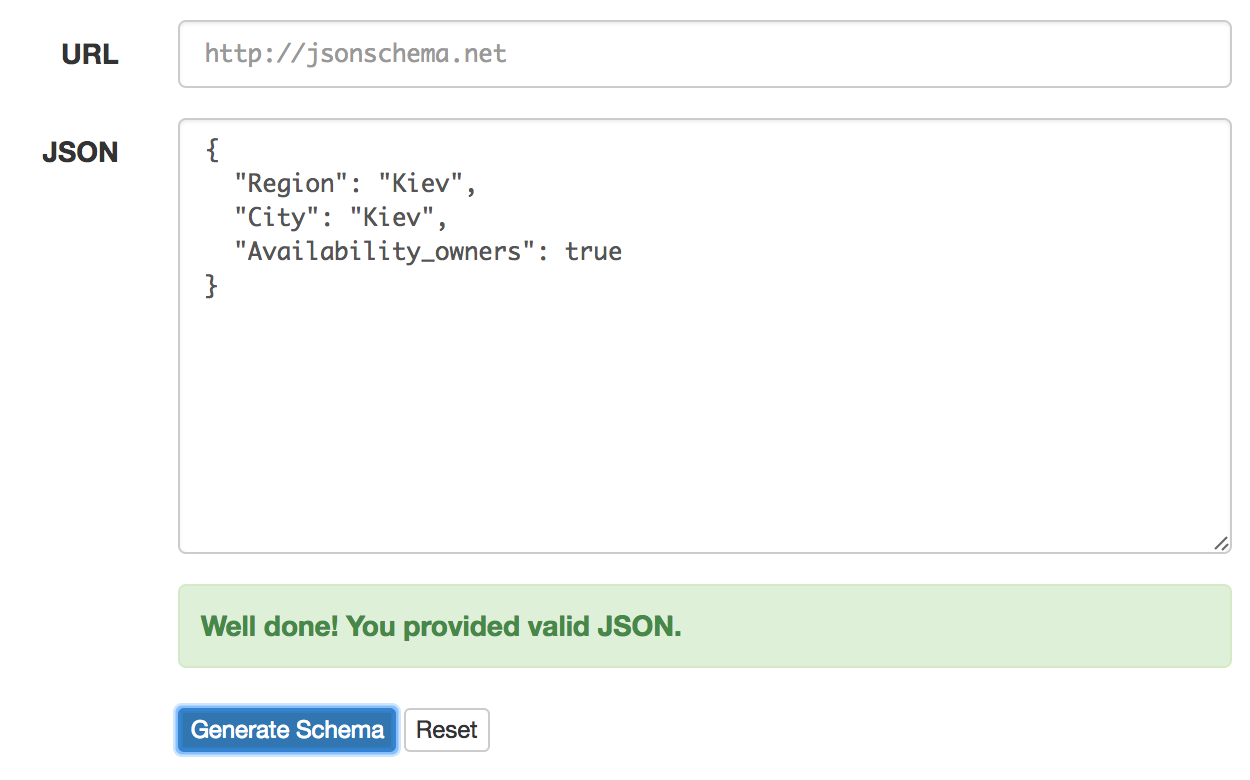 URL
http://jsonschema.net
JSON
{
  "Region": "Kiev",
  "City": "Kiev",
  "Availability_owners": true
}
Well done! You provided valid JSON.
Generate Schema
Reset